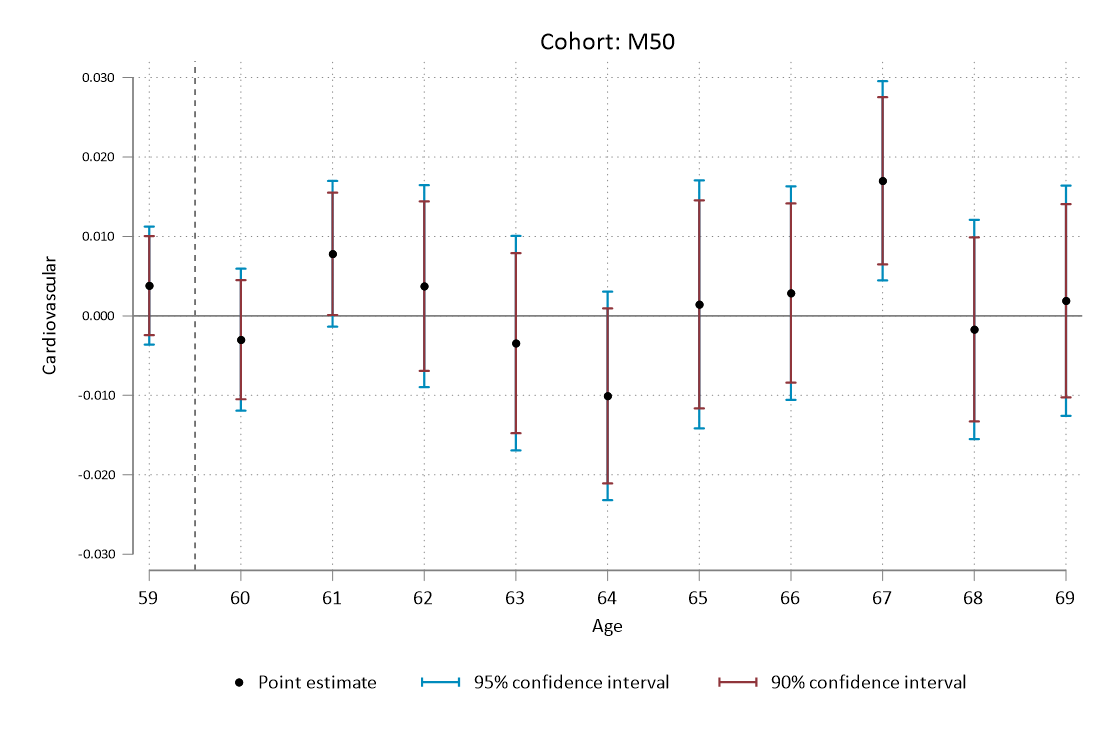 Cohort: M50
Cardiovascular
0.030
0.020
0.010
0.000
-0.010
-0.020
-0.030
59 60 61 62 63 64 65 66 67 68 69
Age
Point estimate 95% confidence interval 90% confidence interval